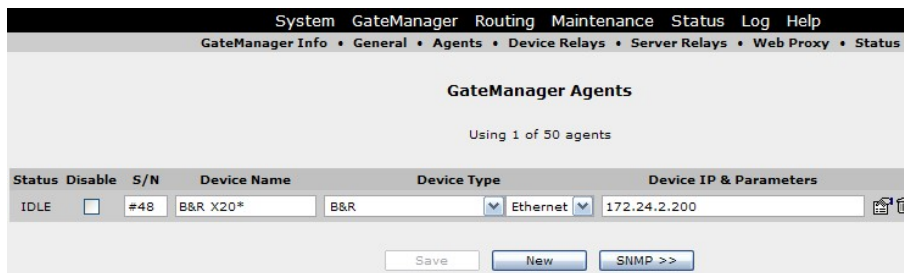 System GateManager Routing Maintenance Status Log Help
GateManager Info • General • Agents • Device Relays • Server Relays • Web Proxy • Status
GateManager Agents
Using 1 of 50 agents
Status Disable S/N Device Name Device Type Device IP & Parameters
IDLE #48 B&R X20* B&R Ethernet 172.24.2.200
Save New SNMP >>